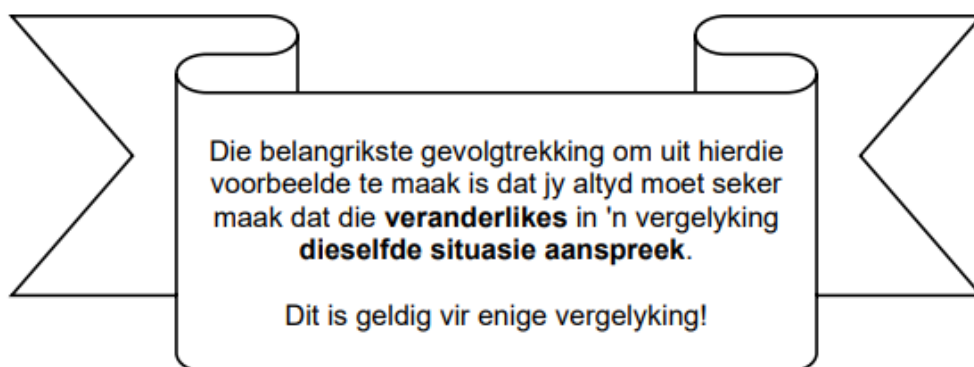 Die belangrikste gevolgtrekking om uit hierdie
voorbeelde te maak is dat jy altyd moet seker
maak dat die veranderlikes in 'n vergelyking
dieselfde situasie aanspreek.
Dit is geldig vir enige vergelyking!